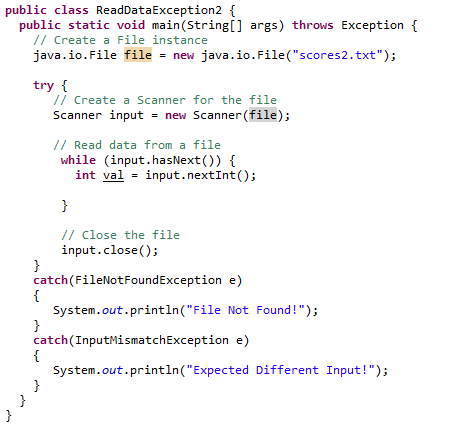 public class ReadDataException2 {
  public static void main(String[] args) throws Exception {
    // Create a File instance
    java.io.File file = new java.io.File("scores2.txt");

    try {
      // Create a Scanner for the file
      Scanner input = new Scanner(file);

      // Read data from a file
       while (input.hasNext()) {
         int val = input.nextInt();

       }

       // Close the file
       input.close();
    }
    catch(FileNotFoundException e)
    {
      System.out.println("File Not Found!");
    }
    catch(InputMismatchException e)
    {
      System.out.println("Expected Different Input!");
    }
  }
}